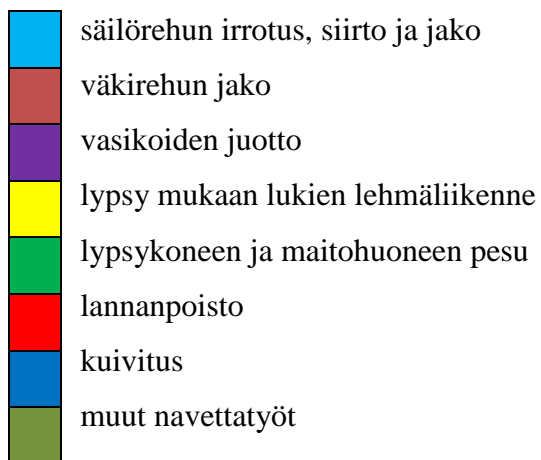 säilörehun irrotus, siirto ja jako
väkirehun jako
vasikoiden juotto
lypsy mukaan lukien lehmäliikenne
lypsykoneen ja maitohuoneen pesu
lannanpoisto
kuivitus
muut navettatyöt